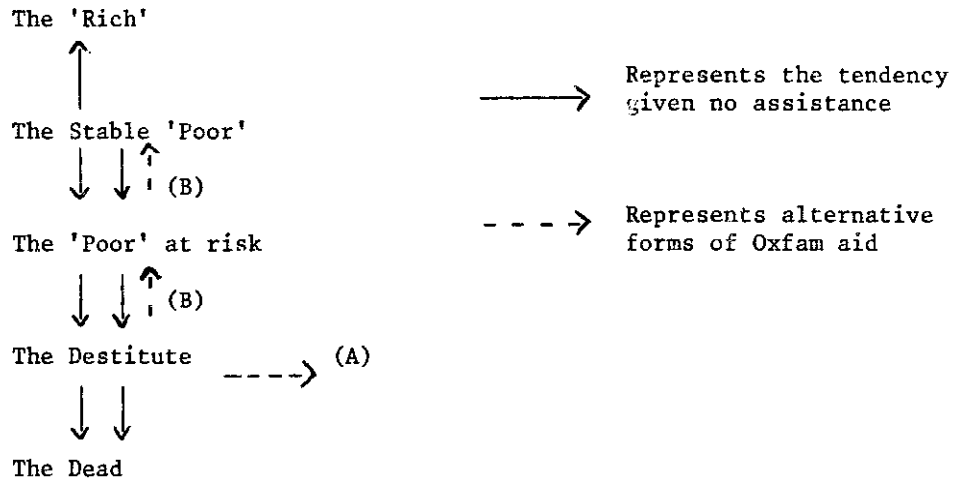 The 'Rich'
Represents the tendency
given no assistance
The Stable 'Poor'
(B)
Represents alternative
forms of Oxfam aid
The 'Poor' at risk
(B)
The Destitute
(A)
The Dead